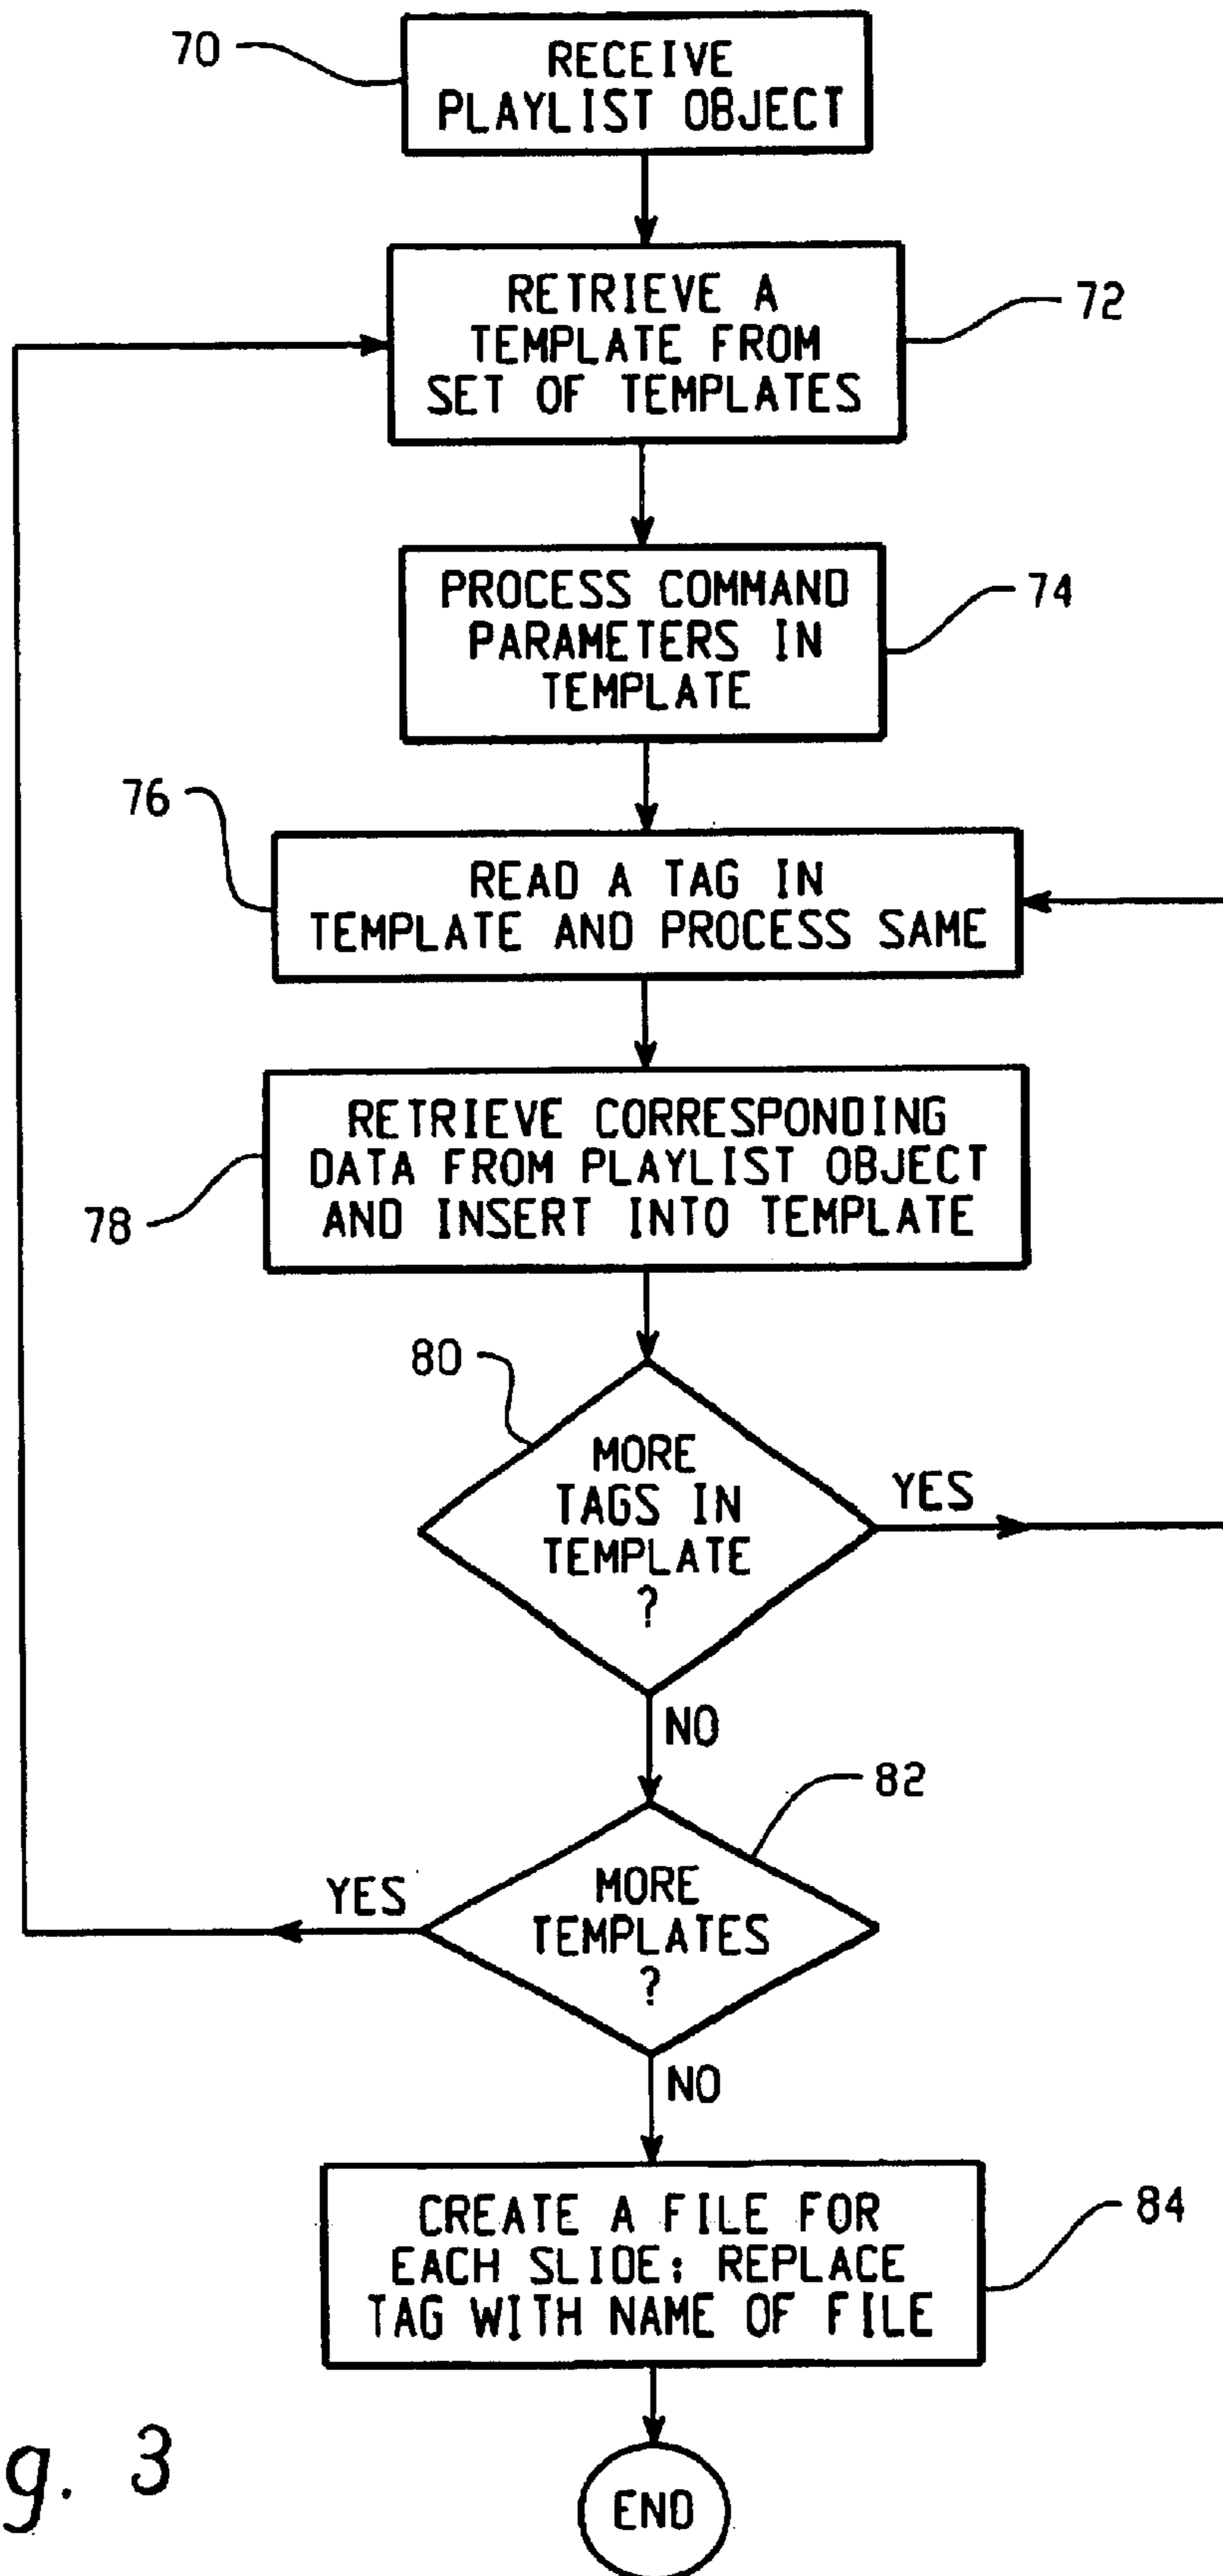 70
RECEIVE
PLAYLIST OBJECT
RETRIEVE A
TEMPLATE FROM
SET OF TEMPLATES
72
PROCESS COMMAND
PARAMETERS IN
TEMPLATE
74
76
READ A TAG IN
TEMPLATE AND PROCESS SAME
RETRIEVE CORRESPONDING
DATA FROM PLAYLIST OBJECT
AND INSERT INTO TEMPLATE
78
80
MORE
TAGS IN
TEMPLATE
?
YES
NO
82
MORE
TEMPLATES
?
YES
NO
CREATE A FILE FOR
EACH SLIDE; REPLACE
TAG WITH NAME OF FILE
84
END
g. 3